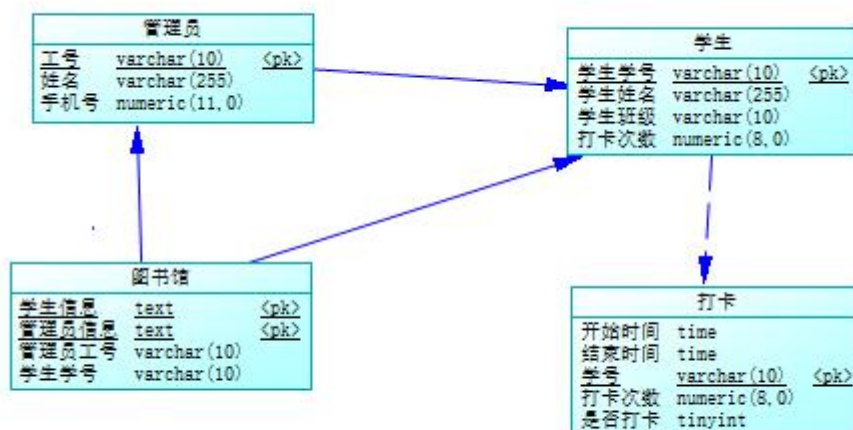 管理员
工号 varchar(10) <pk>
姓名 varchar(255)
手机号 numeric(11,0)
学生
学生学号 varchar(10) <pk>
学生姓名 varchar(255)
学生班级 varchar(10)
打卡次数 numeric(8,0)
图书馆
学生信息 text <pk>
管理员信息 text <pk>
管理员工号 varchar(10)
学生学号 varchar(10)
打卡
开始时间 time
结束时间 time
学号 varchar(10) <pk>
打卡次数 numeric(8,0)
是否打卡 tinyint